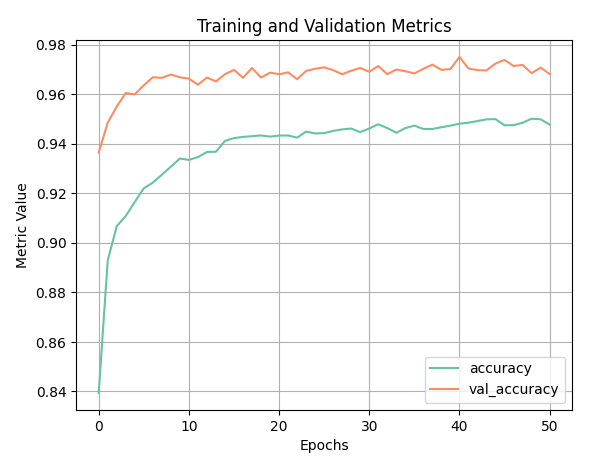 Training and Validation Metrics
0.98
0.96
0.94
0.92
0.90
0.88
0.86
0.84
Metric Value
accuracy
val_accuracy
0 10 20 30 40 50
Epochs